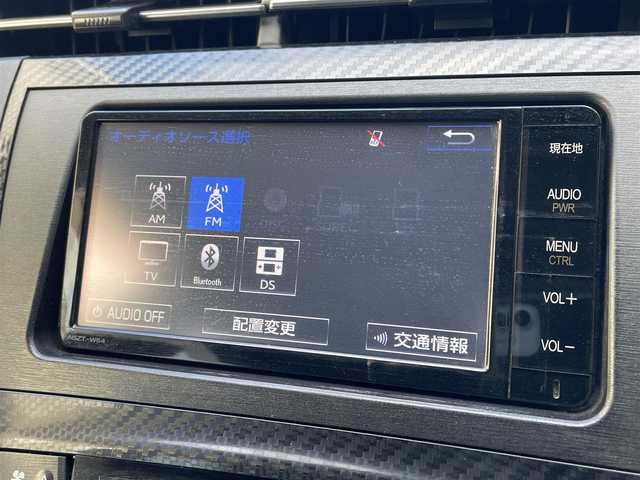 オーディオソース選択
AM
FM
TV
Bluetooth
DS
AUDIO OFF
配置変更
交通情報
NSZT-W64
現在地
AUDIO
PWR
MENU
CTRL
VOL+
VOL-